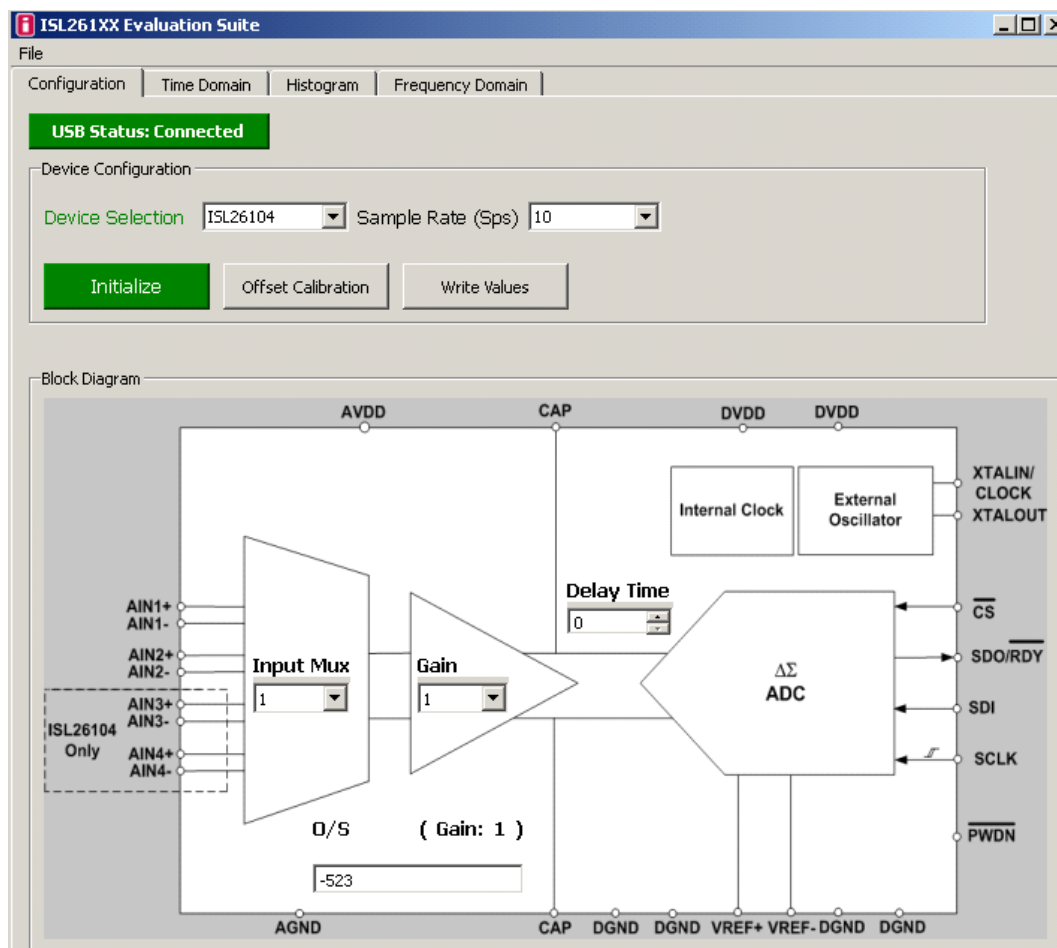 ISL261XX Evaluation Suite
File
Configuration Time Domain Histogram Frequency Domain
USB Status: Connected
Device Configuration
Device Selection ISL26104 Sample Rate (Sps) 10
Initialize Offset Calibration Write Values
Block Diagram
AVDD CAP DVDD DVDD
XTALIN/
CLOCK
XTALOUT
Internal Clock
External
Oscillator
Delay Time
0
AIN1+
AIN1-
AIN2+
AIN2-
AIN3+
AIN3-
AIN4+
AIN4-
ISL26104
Only
Input Mux
1
Gain
1
ΔΣ
ADC
CS
SDO/RDY
SDI
SCLK
PWDN
O/S ( Gain: 1 )
-523
AGND CAP DGND DGND VREF+ VREF- DGND DGND